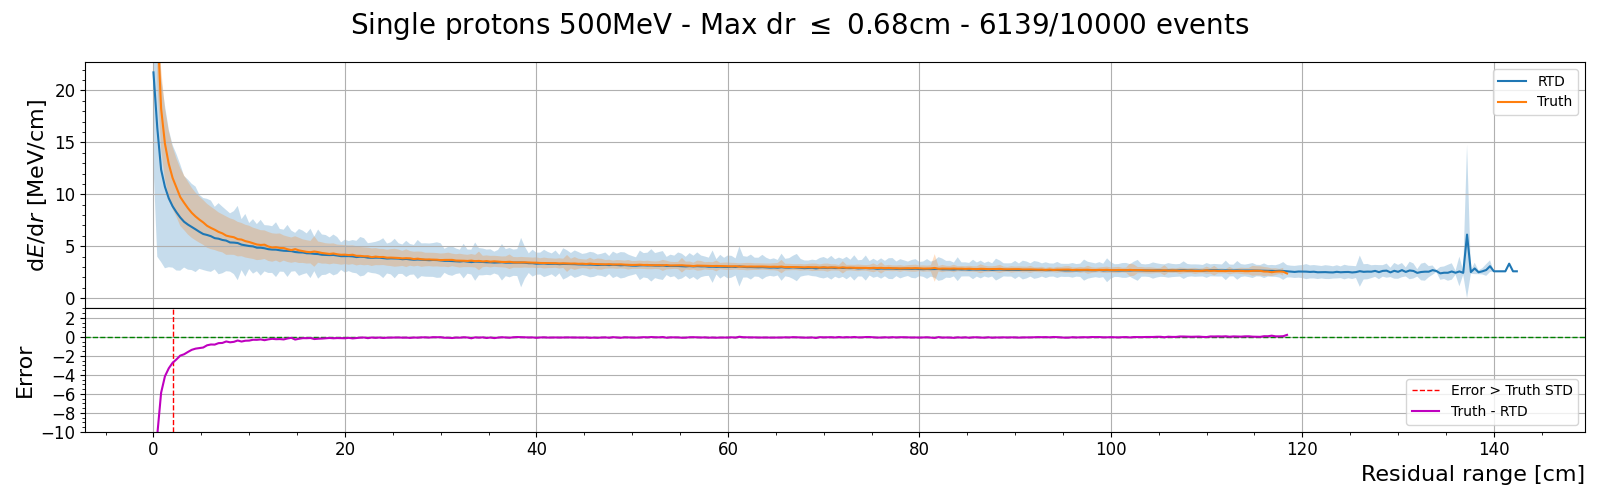 Single protons 500MeV - Max dr ≤ 0.68cm - 6139/10000 events
dE/dr [MeV/cm]
20
15
10
5
0
RTD
Truth
Error
2
0
−2
−4
−6
−8
−10
Error > Truth STD
Truth - RTD
0 20 40 60 80 100 120 140
Residual range [cm]